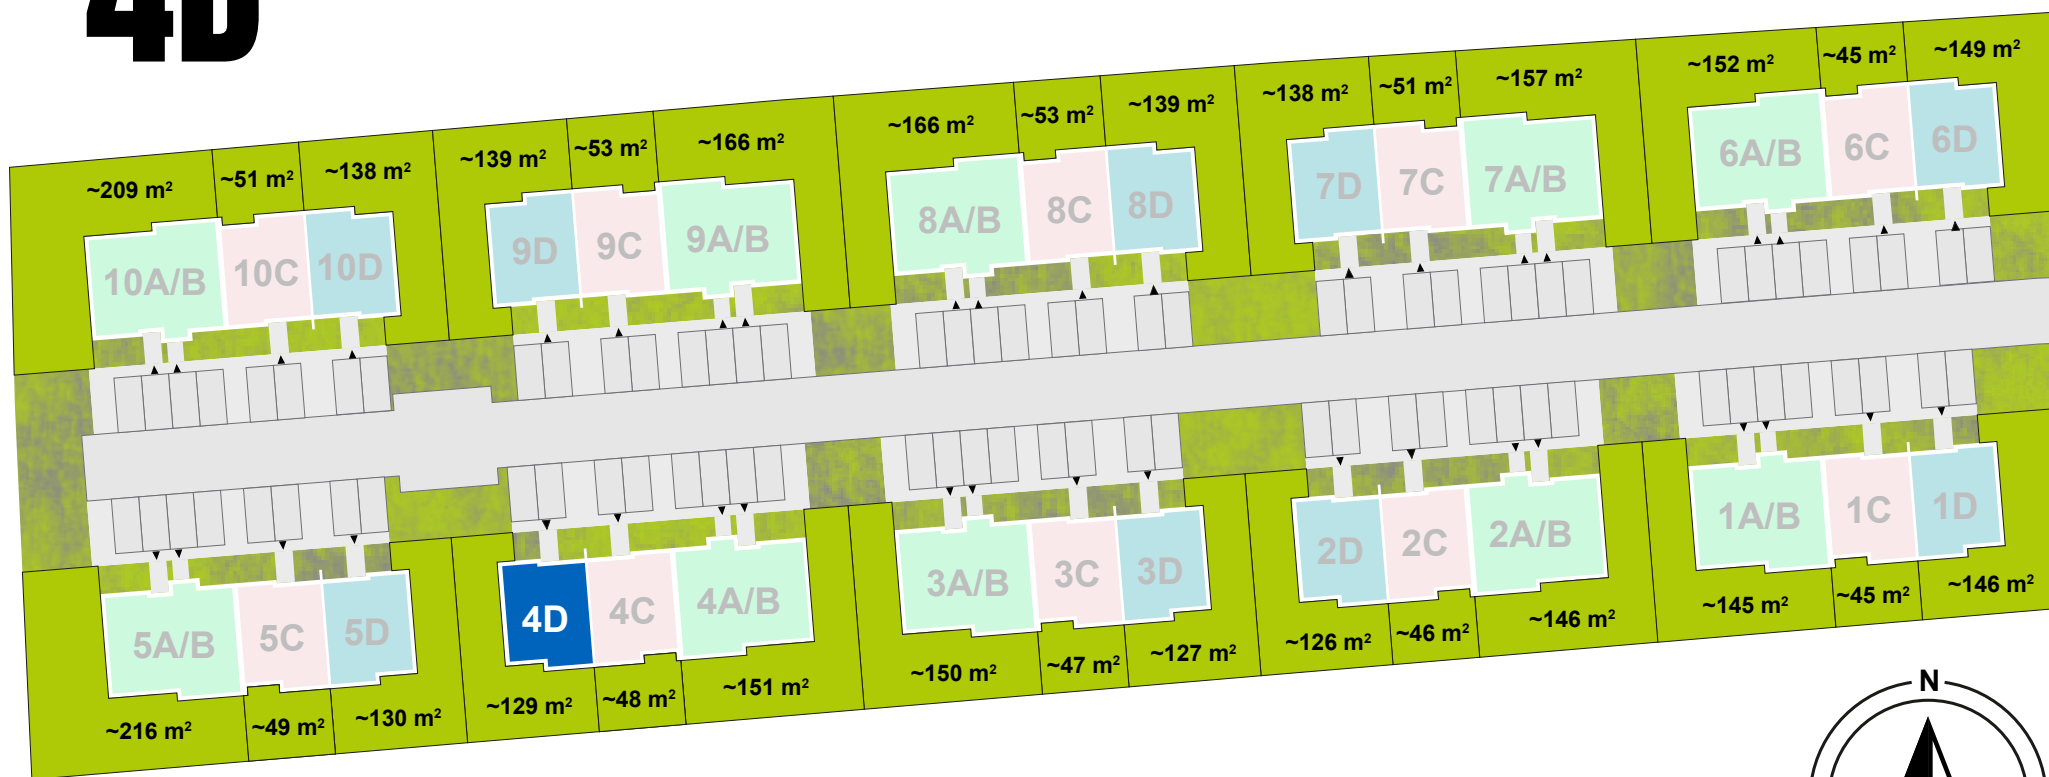 4D
~209 m²
~51 m²
~138 m²
~139 m²
~53 m²
~166 m²
~166 m²
~53 m²
~139 m²
~138 m²
~51 m²
~157 m²
~152 m²
~45 m²
~149 m²
10A/B
10C
10D
9D
9C
9A/B
8A/B
8C
8D
7D
7C
7A/B
6A/B
6C
6D
5A/B
5C
5D
4D
4C
4A/B
3A/B
3C
3D
2D
2C
2A/B
1A/B
1C
1D
~216 m²
~49 m²
~130 m²
~129 m²
~48 m²
~151 m²
~150 m²
~47 m²
~127 m²
~126 m²
~46 m²
~146 m²
~145 m²
~45 m²
~146 m²
N